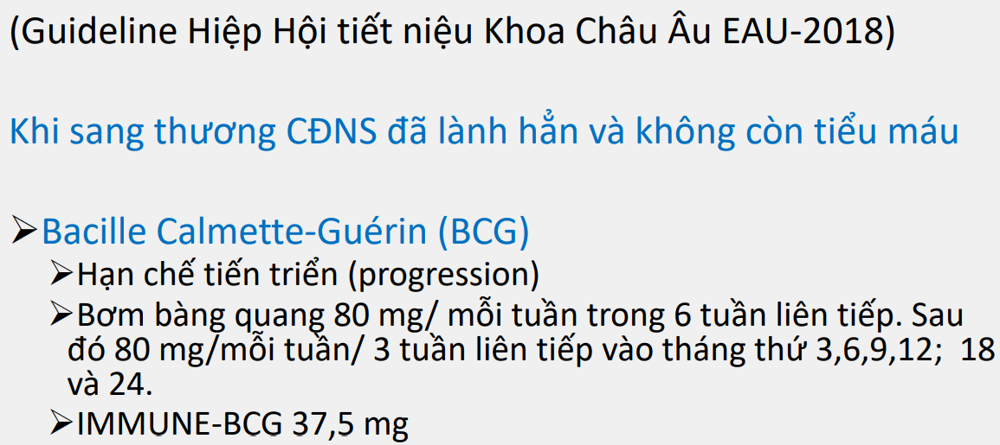 (Guideline Hiệp Hội tiết niệu Khoa Châu Âu EAU-2018)
Khi sang thương CĐNS đã lành hẳn và không còn tiểu máu
➢Bacille Calmette-Guérin (BCG)
➢Hạn chế tiến triển (progression)
➢Bơm bàng quang 80 mg/ mỗi tuần trong 6 tuần liên tiếp. Sau
đó 80 mg/mỗi tuần/ 3 tuần liên tiếp vào tháng thứ 3,6,9,12; 18
và 24.
➢IMMUNE-BCG 37,5 mg